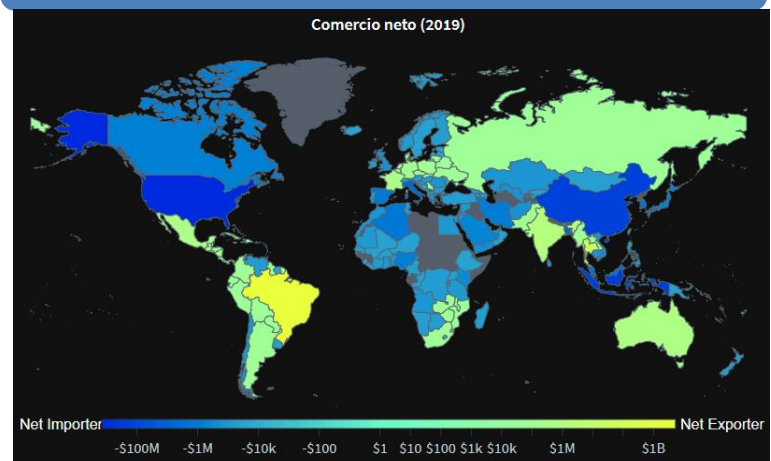 Comercio neto (2019)
Net Importer
Net Exporter
-$100M -$1M -$10k -$100 $1 $10 $100 $1k $10k $1M $1B